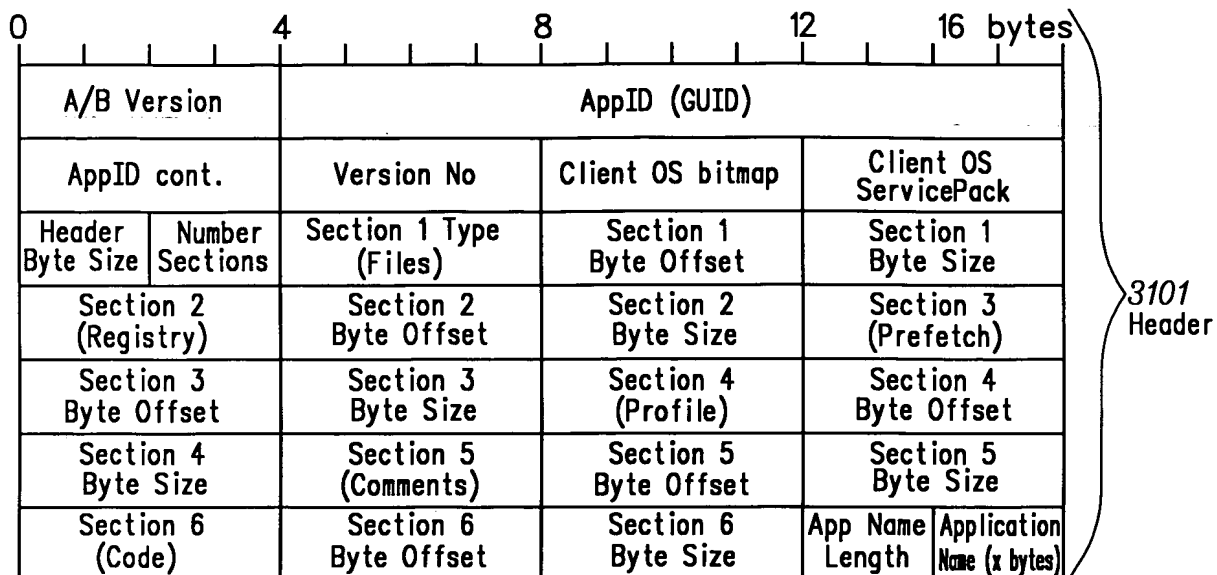 0 4 8 12 16 bytes
A/B Version AppID (GUID)
AppID cont. Version No Client OS bitmap Client OS
ServicePack
Header Number Section 1 Type Section 1 Section 1
Byte Size Sections (Files) Byte Offset Byte Size
Section 2 Section 2 Section 2 Section 3
(Registry) Byte Offset Byte Size (Prefetch)
3101
Header
Section 3 Section 3 Section 4 Section 4
Byte Offset Byte Size (Profile) Byte Offset
Section 4 Section 5 Section 5 Section 5
Byte Size (Comments) Byte Offset Byte Size
Section 6 Section 6 Section 6 App Name Application
(Code) Byte Offset Byte Size Length Name (x bytes)